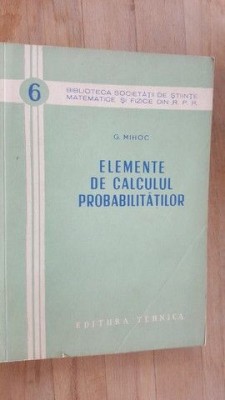 6
BIBLIOTECA SOCIETĂȚII DE ȘTIINȚE
MATEMATICE ȘI FIZICE DIN R. P. R.
G. MIHOC
ELEMENTE
DE CALCULUL
PROBABILITĂȚILOR
EDITURA TEHNICĂ